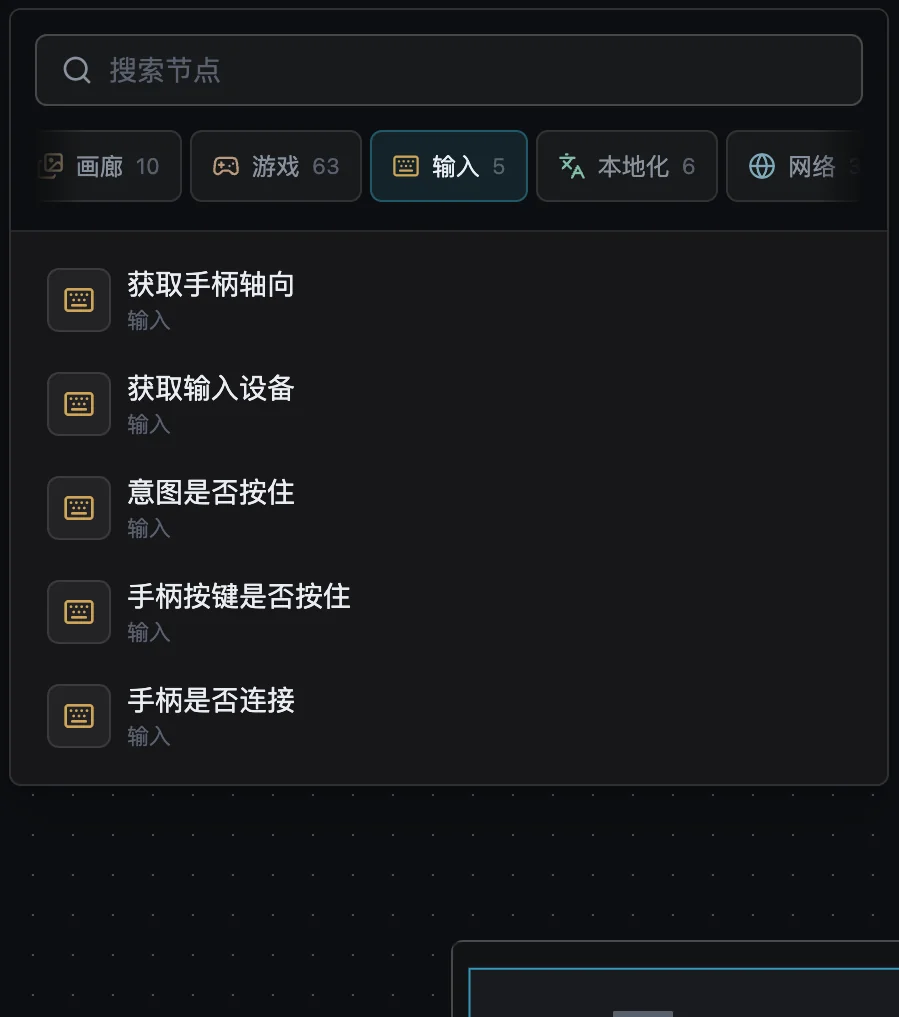 搜索节点
画廊 10 游戏 63 输入 5 本地化 6 网络
获取手柄轴向
输入
获取输入设备
输入
意图是否按住
输入
手柄按键是否按住
输入
手柄是否连接
输入